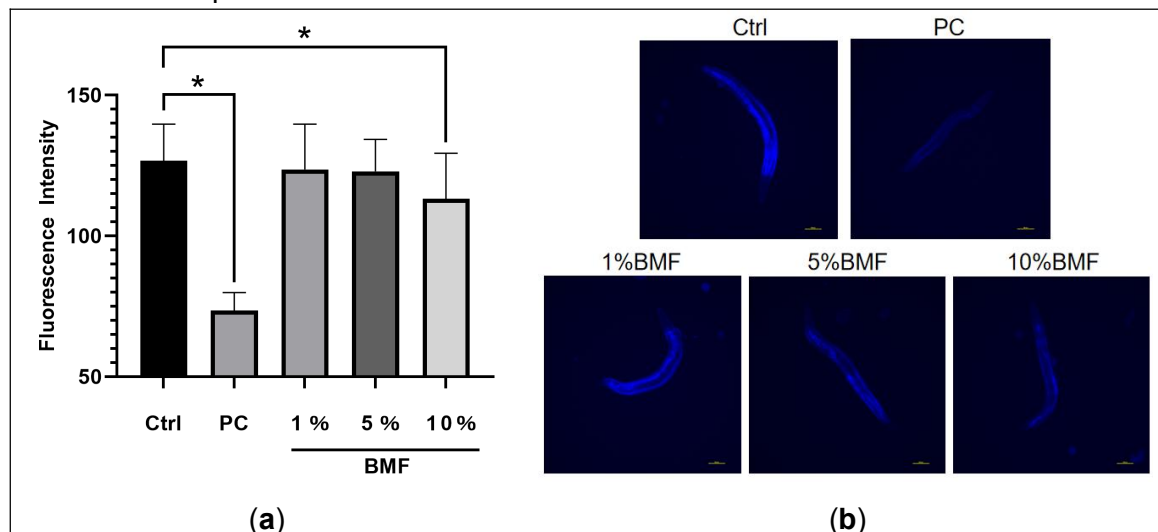 *
*
150
100
50
Fluorescence Intensity
Ctrl PC 1 % 5 % 10 %
BMF
(a)
Ctrl PC
1%BMF 5%BMF 10%BMF
(b)